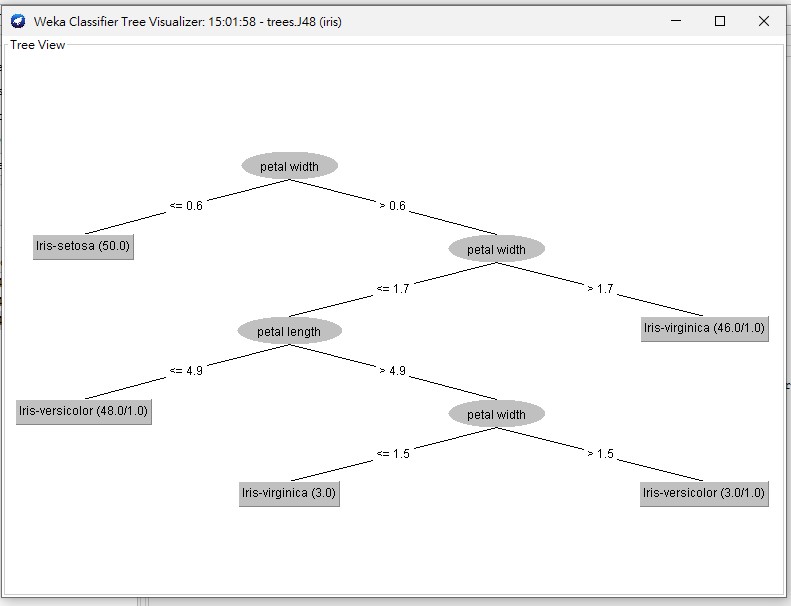 Weka Classifier Tree Visualizer: 15:01:58 - trees.J48 (iris)
Tree View
petal width
<= 0.6
> 0.6
Iris-setosa (50.0)
petal width
<= 1.7
> 1.7
petal length
Iris-virginica (46.0/1.0)
<= 4.9
> 4.9
Iris-versicolor (48.0/1.0)
petal width
<= 1.5
> 1.5
Iris-virginica (3.0)
Iris-versicolor (3.0/1.0)